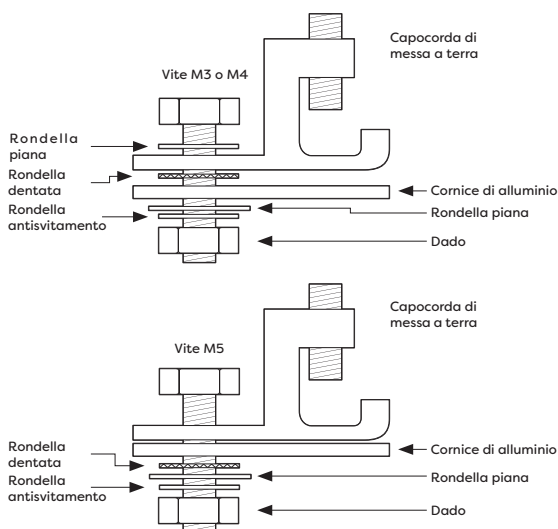 Capocorda di
messa a terra
Vite M3 o M4
Rondella
piana
Rondella
dentata
Rondella
antisvitamento
Cornice di alluminio
Rondella piana
Dado
Capocorda di
messa a terra
Vite M5
Rondella
dentata
Rondella
antisvitamento
Cornice di alluminio
Rondella piana
Dado